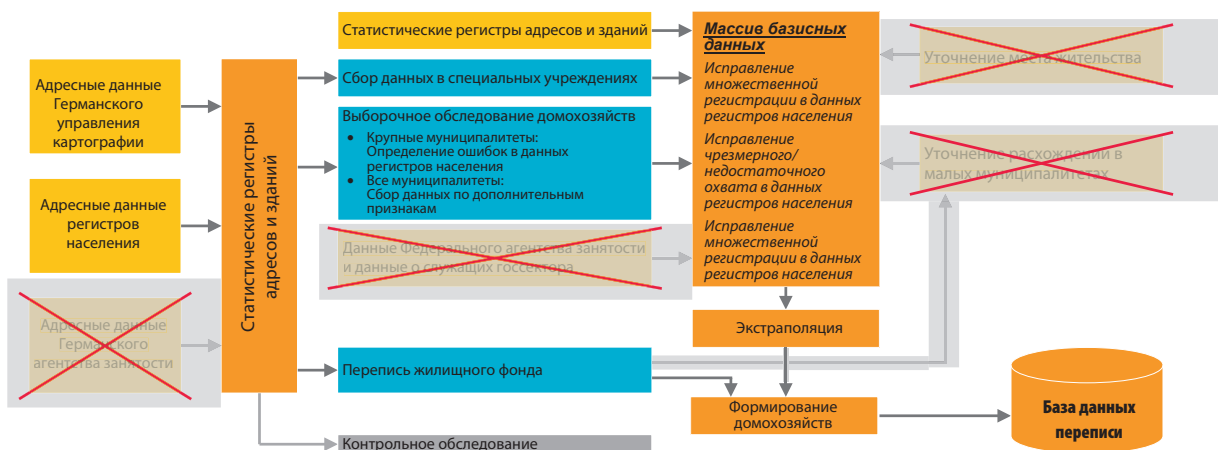 Адресные данные
Германского
управления
картографии
Адресные данные
регистров
населения
Адресные данные
Германского
агентства занятости
Статистические регистры
адресов и зданий
Статистические регистры адресов и зданий
Сбор данных в специальных учреждениях
Выборочное обследование домохозяйств
• Крупные муниципалитеты:
Определение ошибок в данных
регистров населения
• Все муниципалитеты:
Сбор данных по дополнительным
признакам
Данные Федерального агентства занятости
и данные о служащих госсектора
Перепись жилищного фонда
Контрольное обследование
Массив базисных
данных
Исправление
множественной
регистрации в данных
регистров населения
Исправление
чрезмерного/
недостаточного
охвата в данных
регистров населения
Исправление
множественной
регистрации в данных
регистров населения
Экстраполяция
Формирование
домохозяйств
Уточнение места жительства
Уточнение расхождений в
малых муниципалитетах
База данных
переписи